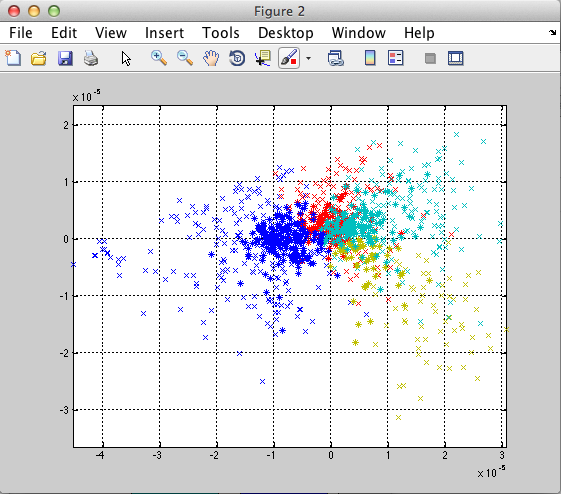 Figure 2
File Edit View Insert Tools Desktop Window Help
x 10 -5
2
1
0
-1
-2
-3
-4 -3 -2 -1 0 1 2 3
x 10 -5